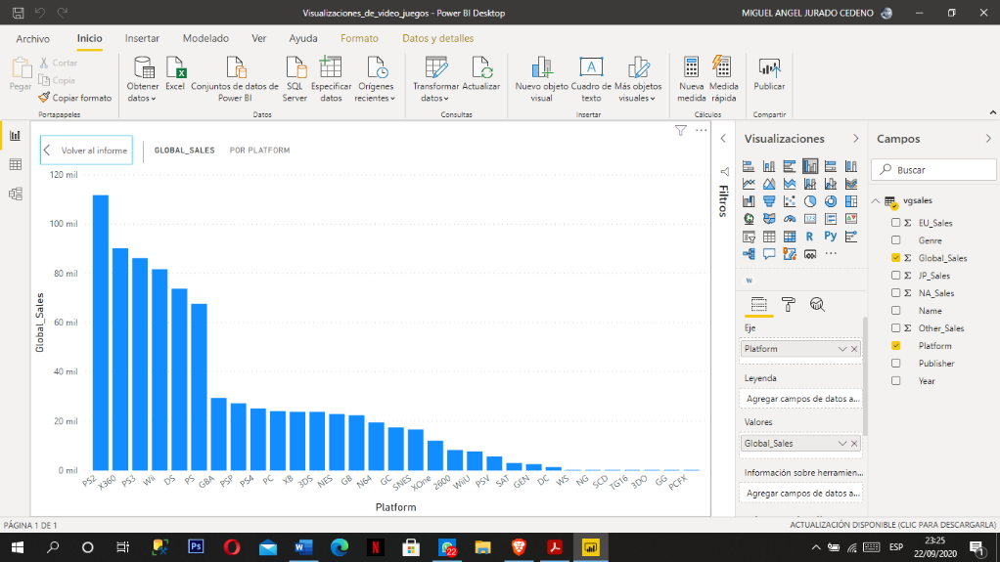 Visualizaciones_de_video_juegos - Power BI Desktop
MIGUEL ANGEL JURADO CEDENO
Archivo Inicio Insertar Modelado Ver Ayuda Formato Datos y detalles
Pegar
Cortar
Copia
Copiar formato
Portapapeles
Obtener datos
Excel
Conjuntos de datos de Power BI
SQL Server
Especificar datos
Orígenes recientes
Datos
Transformar datos
Actualizar
Consultas
Nuevo objeto visual
Cuadro de texto
Más objetos visuales
Insertar
Nueva medida
Medida rápida
Cálculos
Publicar
Compartir
Volver al informe
GLOBAL_SALES POR PLATFORM
120 mil
100 mil
80 mil
60 mil
40 mil
20 mil
0 mil
Global_Sales
PS2 X360 PS3 Wii DS PS GBA PSP PS4 PC XB 3DS NES GB N64 GC SNES XOne 2600 WiiU PSV SAT GEN DC WS NG SCD TG16 3DO GG PCFX
Platform
Filtros
Visualizaciones
R Py
Eje
Platform
Leyenda
Agregar campos de datos a...
Valores
Global_Sales
Información sobre herramien...
Agregar campos de datos a...
Campos
Buscar
vgsales
EU_Sales
Genre
Global_Sales
JP_Sales
NA_Sales
Name
Other_Sales
Platform
Publisher
Year
PÁGINA 1 DE 1
ACTUALIZACIÓN DISPONIBLE (CLIC PARA DESCARGARLA)
Ps
22
ESP
23:25
22/09/2020
1